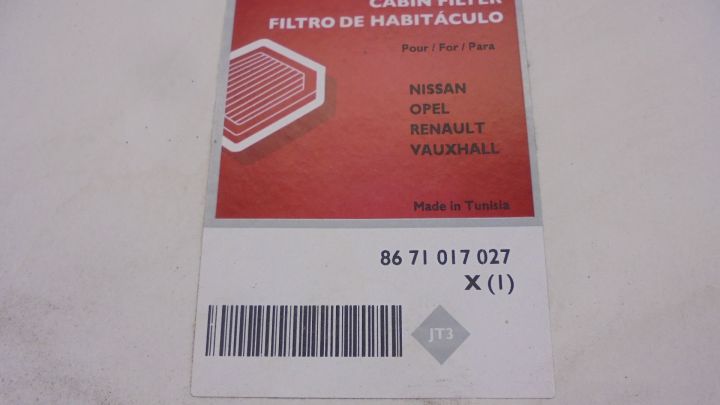 CABIN FILTER
FILTRO DE HABITÁCULO
Pour / For / Para
NISSAN
OPEL
RENAULT
VAUXHALL
Made in Tunisia
86 71 017 027
X (1)
JT3